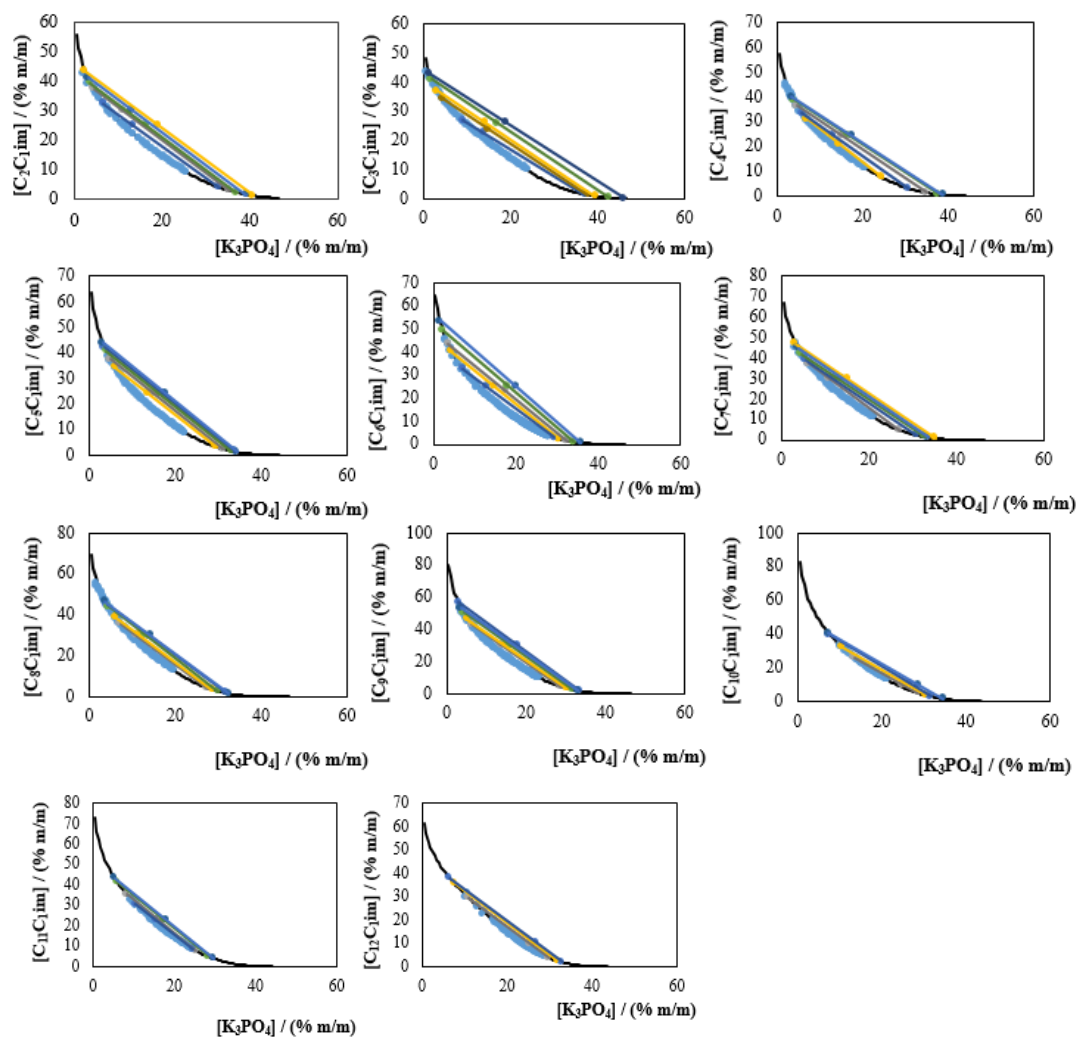 [C₂C₁im] / (% m/m)
60
50
40
30
20
10
0
0 20 40 60
[K₃PO₄] / (% m/m)
[C₃C₁im] / (% m/m)
60
50
40
30
20
10
0
0 20 40 60
[K₃PO₄] / (% m/m)
[C₄C₁im] / (% m/m)
70
60
50
40
30
20
10
0
0 20 40 60
[K₃PO₄] / (% m/m)
[C₅C₁im] / (% m/m)
70
60
50
40
30
20
10
0
0 20 40 60
[K₃PO₄] / (% m/m)
[C₆C₁im] / (% m/m)
70
60
50
40
30
20
10
0
0 20 40 60
[K₃PO₄] / (% m/m)
[C₇C₁im] / (% m/m)
80
70
60
50
40
30
20
10
0
0 20 40 60
[K₃PO₄] / (% m/m)
[C₈C₁im] / (% m/m)
80
60
40
20
0
0 20 40 60
[K₃PO₄] / (% m/m)
[C₉C₁im] / (% m/m)
100
80
60
40
20
0
0 20 40 60
[K₃PO₄] / (% m/m)
[C₁₀C₁im] / (% m/m)
100
80
60
40
20
0
0 20 40 60
[K₃PO₄] / (% m/m)
[C₁₁C₁im] / (% m/m)
80
70
60
50
40
30
20
10
0
0 20 40 60
[K₃PO₄] / (% m/m)
[C₁₂C₁im] / (% m/m)
70
60
50
40
30
20
10
0
0 20 40 60
[K₃PO₄] / (% m/m)